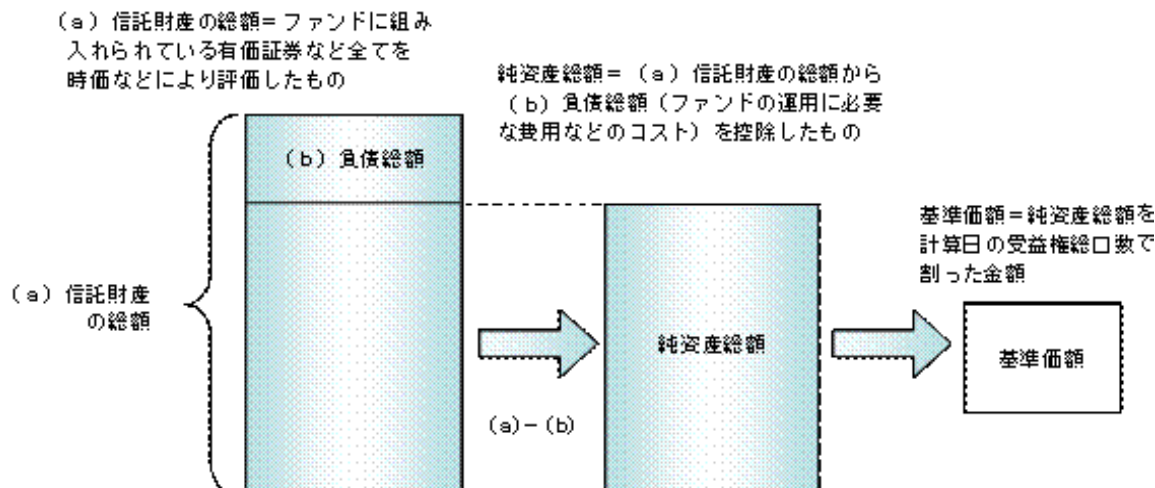 (a) 信託財産の総額＝ファンドに組み
入れられている有価証券など全てを
時価などにより評価したもの
純資産総額＝（a）信託財産の総額から
（b）負債総額（ファンドの運用に必要
な費用などのコスト）を控除したもの
（b）負債総額
基準価額＝純資産総額を
計算日の受益権総口数で
割った金額
（a）信託財産
の総額
純資産総額
基準価額
(a)－(b)